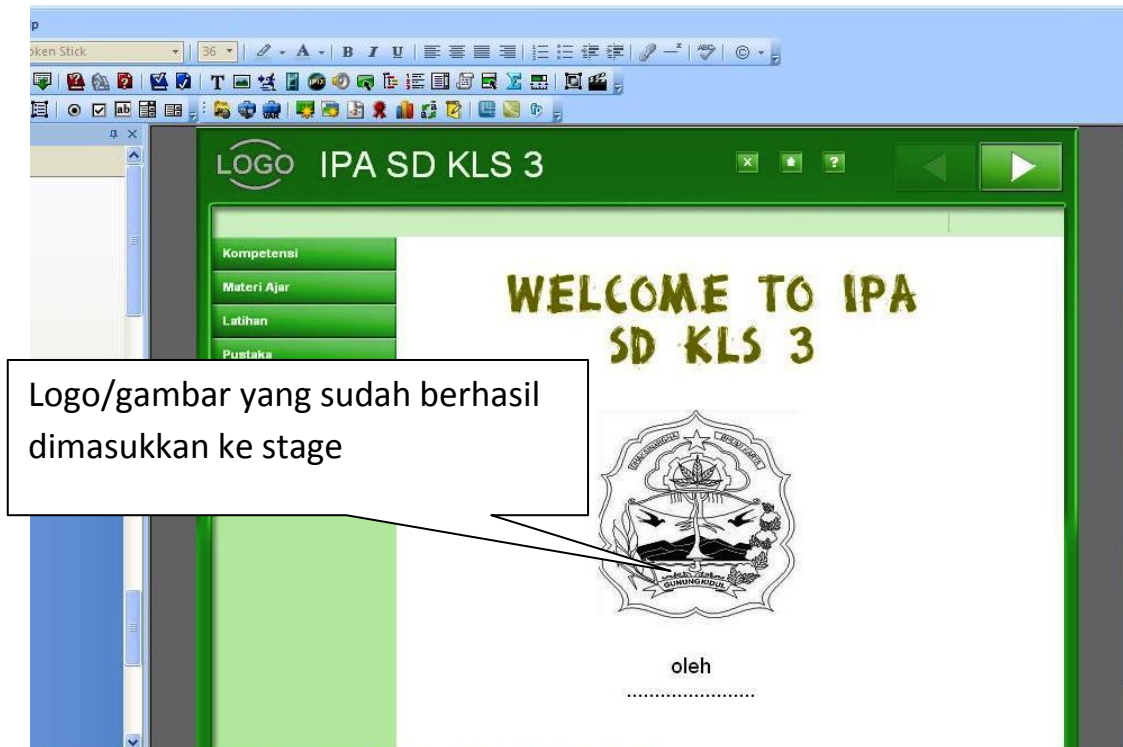 lp
oken Stick 36 A B I U
LOGO IPA SD KLS 3
Kompetensi
Materi Ajar
Latihan
Pustaka
WELCOME TO IPA
SD KLS 3
Logo/gambar yang sudah berhasil
dimasukkan ke stage
GUNUNGKIDUL
oleh
.......................